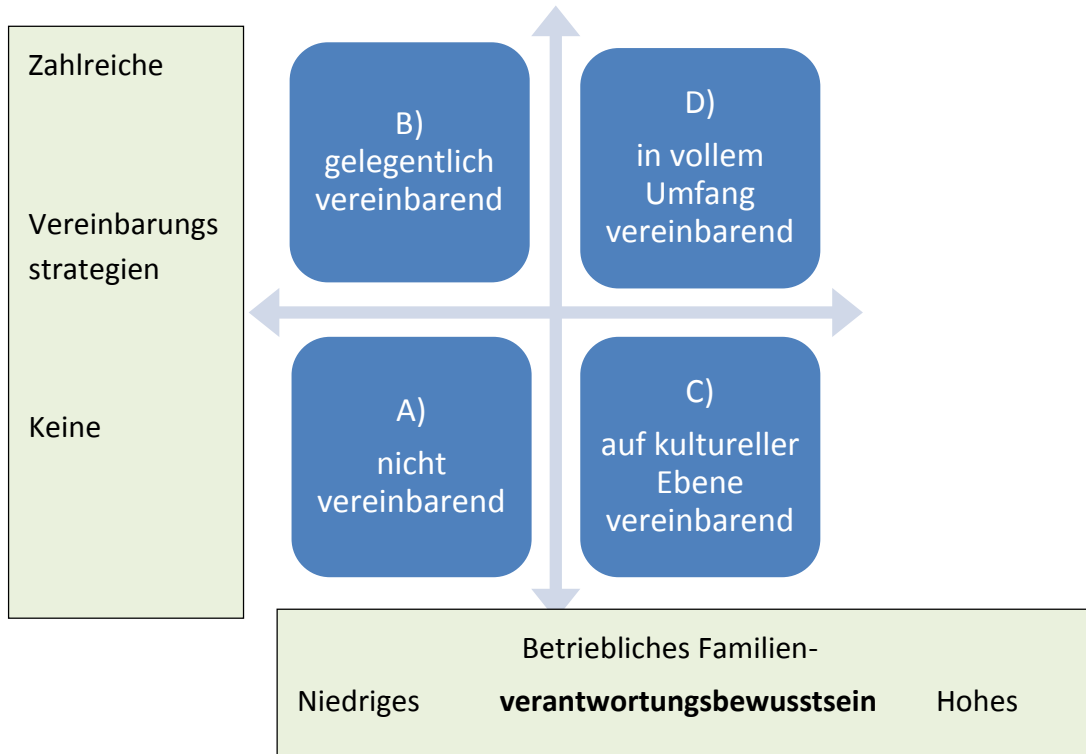 Zahlreiche
Vereinbarungs
strategien
Keine
B)
gelegentlich
vereinbarend
D)
in vollem
Umfang
vereinbarend
A)
nicht
vereinbarend
C)
auf kultureller
Ebene
vereinbarend
Betriebliches Familien-
Niedriges verantwortungsbewusstsein Hohes